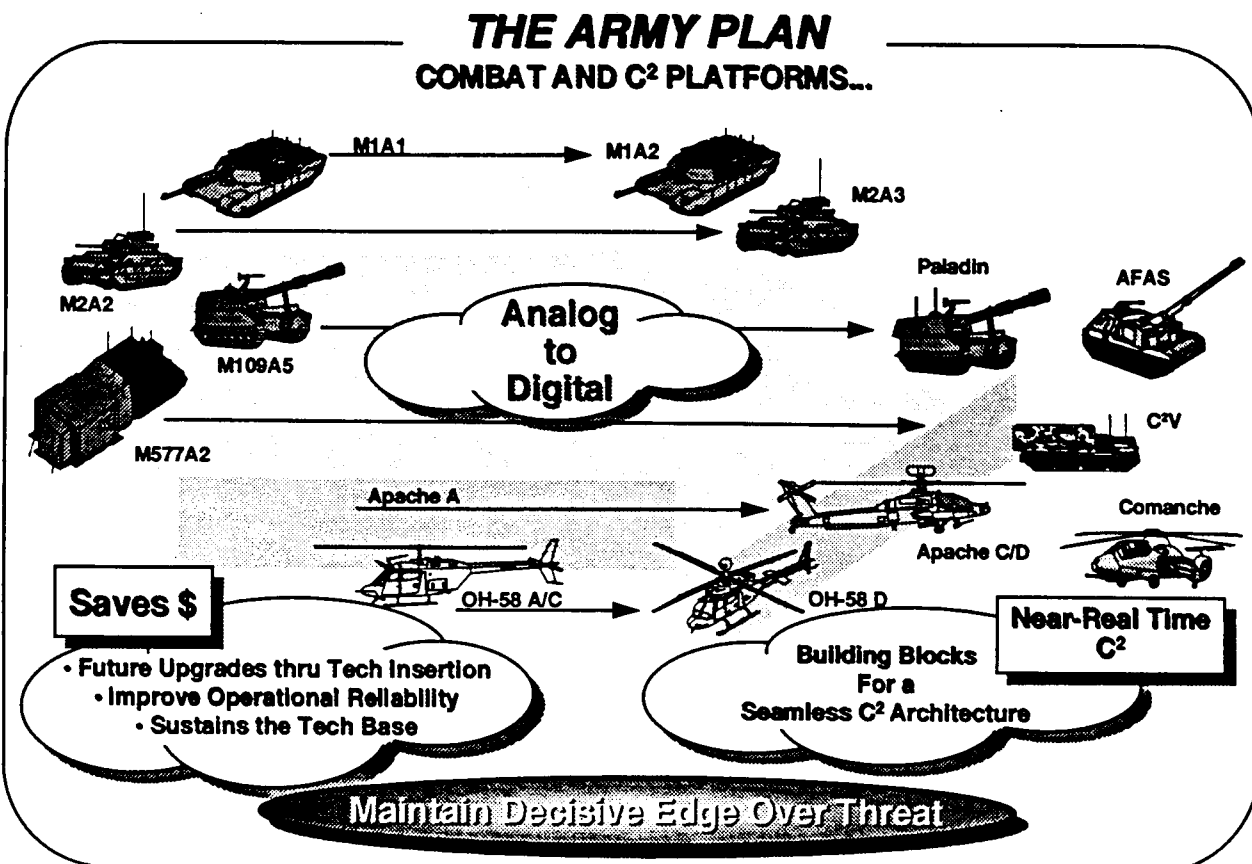 THE ARMY PLAN
COMBAT AND C² PLATFORMS...
M1A1
M1A2
M2A3
M2A2
Paladin
AFAS
Analog
to
Digital
M109A5
C²V
M577A2
Apache A
Comanche
Apache C/D
OH-58 A/C
OH-58 D
Saves $
• Future Upgrades thru Tech Insertion
• Improve Operational Reliability
• Sustains the Tech Base
Near-Real Time
C²
Building Blocks
For a
Seamless C² Architecture
Maintain Decisive Edge Over Threat